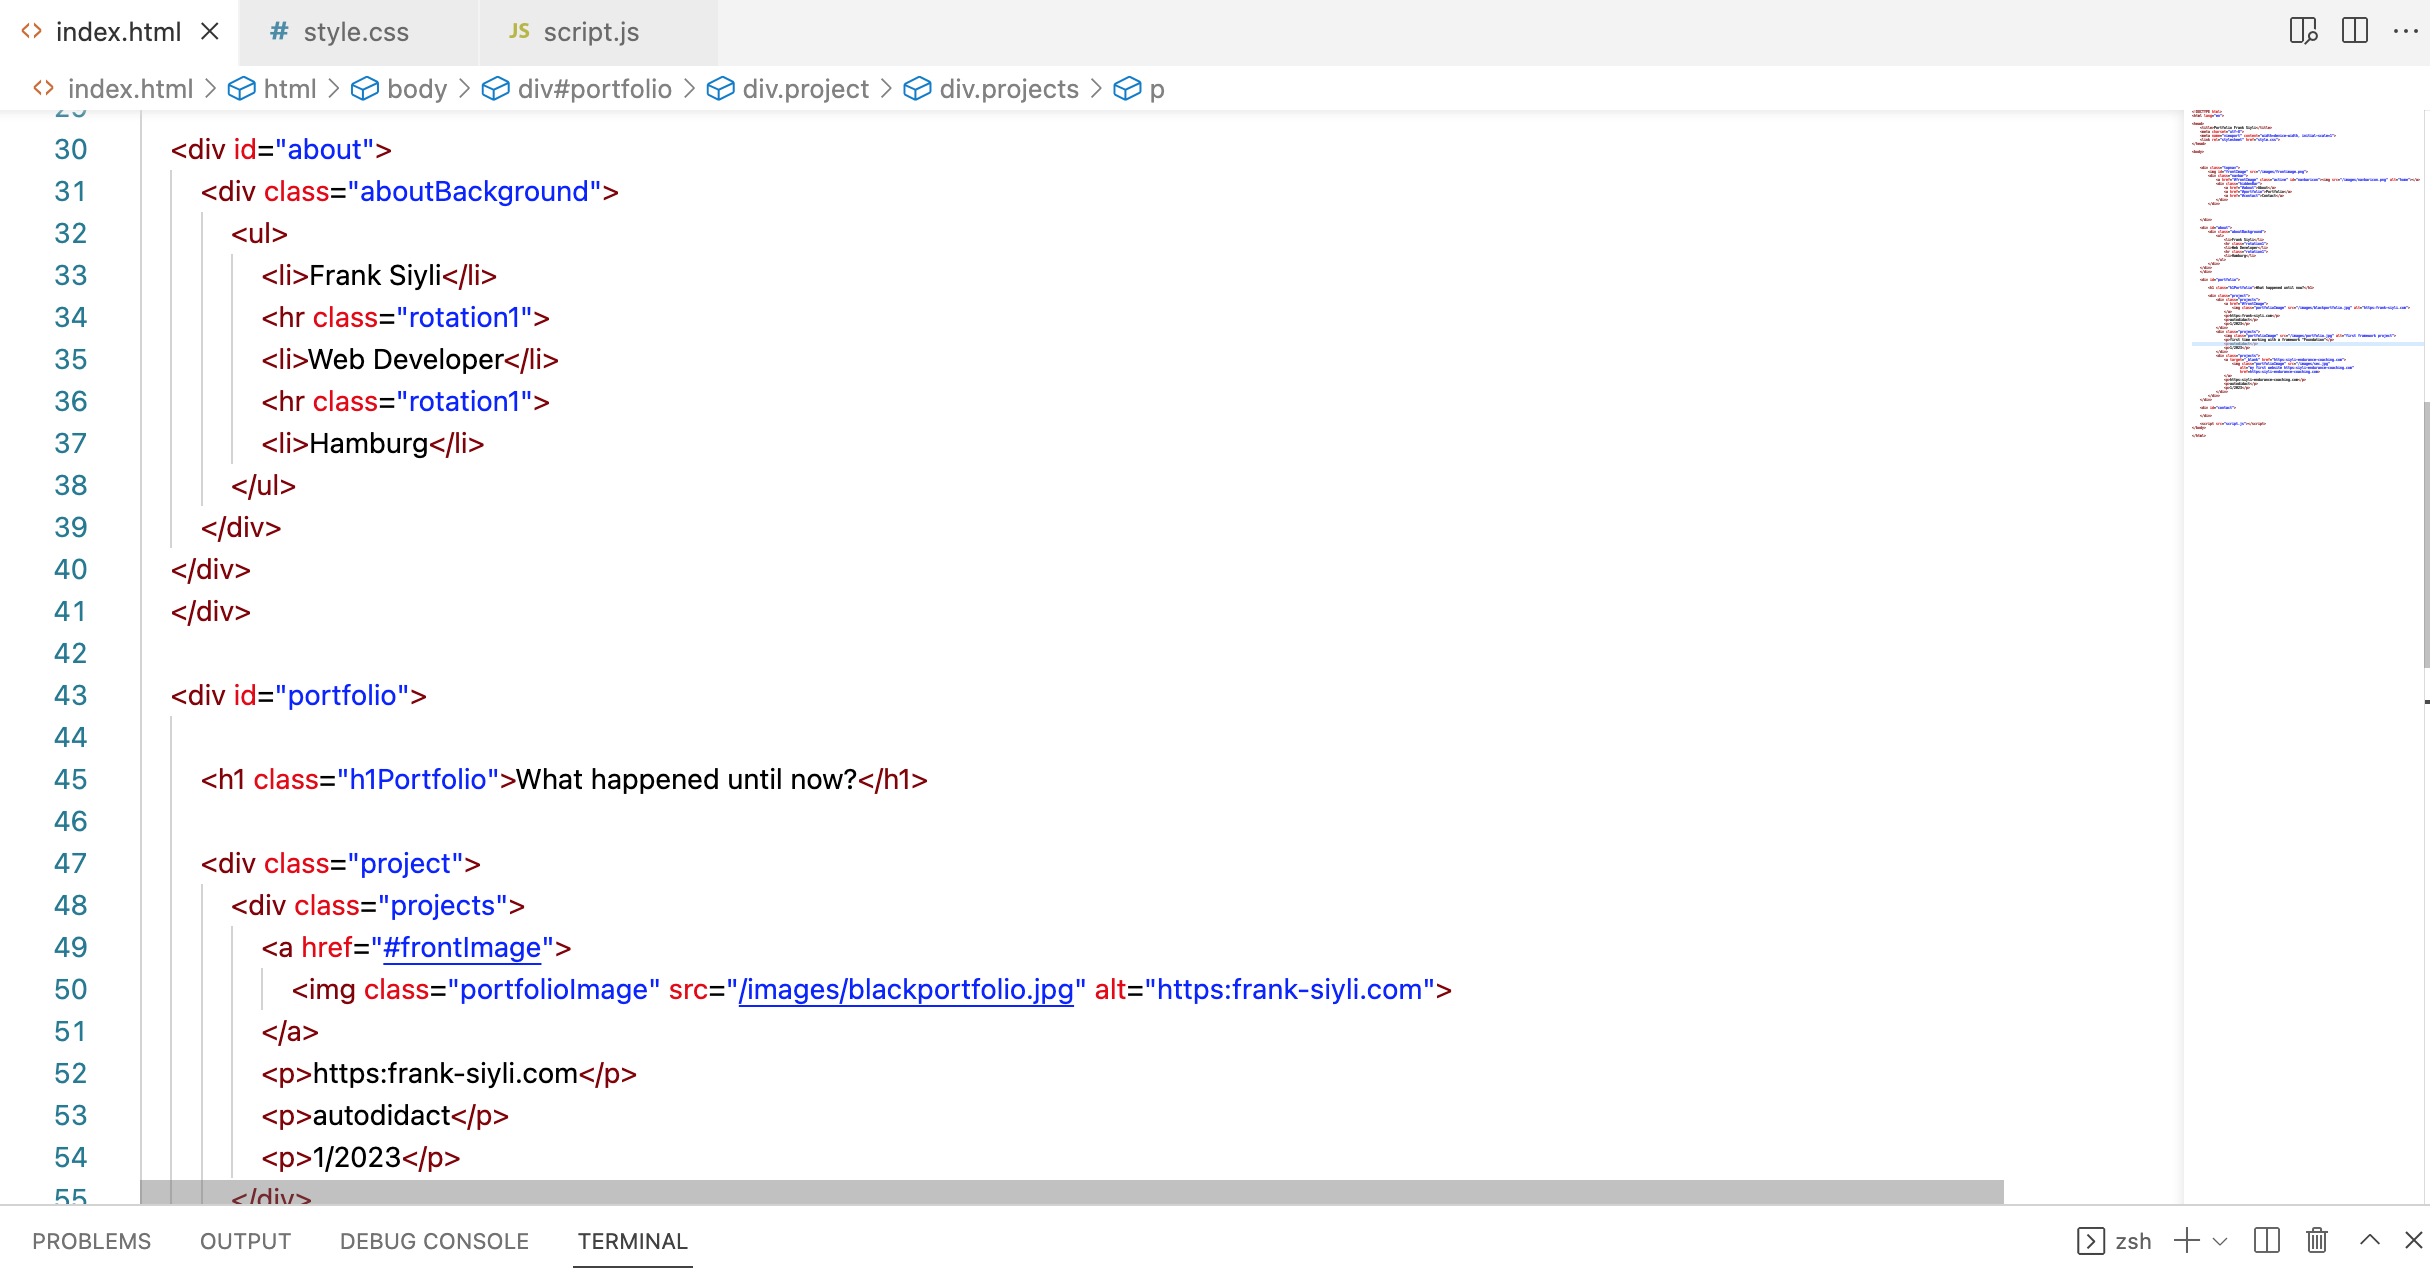 index.html style.css JS script.js
index.html > html > body > div#portfolio > div.project > div.projects > p
29
30 <div id="about">
31 <div class="aboutBackground">
32 <ul>
33 <li>Frank Siyli</li>
34 <hr class="rotation1">
35 <li>Web Developer</li>
36 <hr class="rotation1">
37 <li>Hamburg</li>
38 </ul>
39 </div>
40 </div>
41 </div>
42
43 <div id="portfolio">
44
45 <h1 class="h1Portfolio">What happened until now?</h1>
46
47 <div class="project">
48 <div class="projects">
49 <a href="#frontImage">
50 <img class="portfolioImage" src="/images/blackportfolio.jpg" alt="https:frank-siyli.com">
51 </a>
52 <p>https:frank-siyli.com</p>
53 <p>autodidact</p>
54 <p>1/2023</p>
55 </div>
PROBLEMS OUTPUT DEBUG CONSOLE TERMINAL zsh